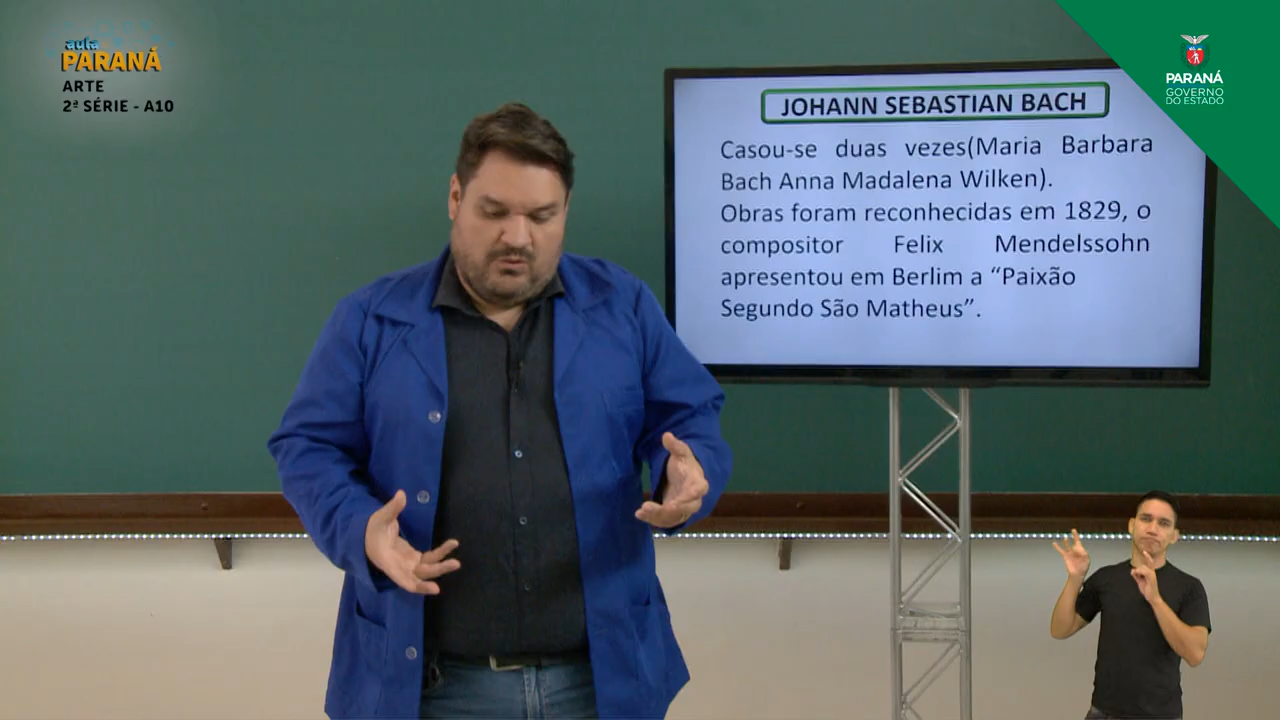 aula
PARANÁ
ARTE
2ª SÉRIE - A10
PARANÁ
GOVERNO
DO ESTADO
JOHANN SEBASTIAN BACH
Casou-se duas vezes(Maria Barbara
Bach Anna Madalena Wilken).
Obras foram reconhecidas em 1829, o
compositor Felix Mendelssohn
apresentou em Berlim a “Paixão
Segundo São Matheus”.